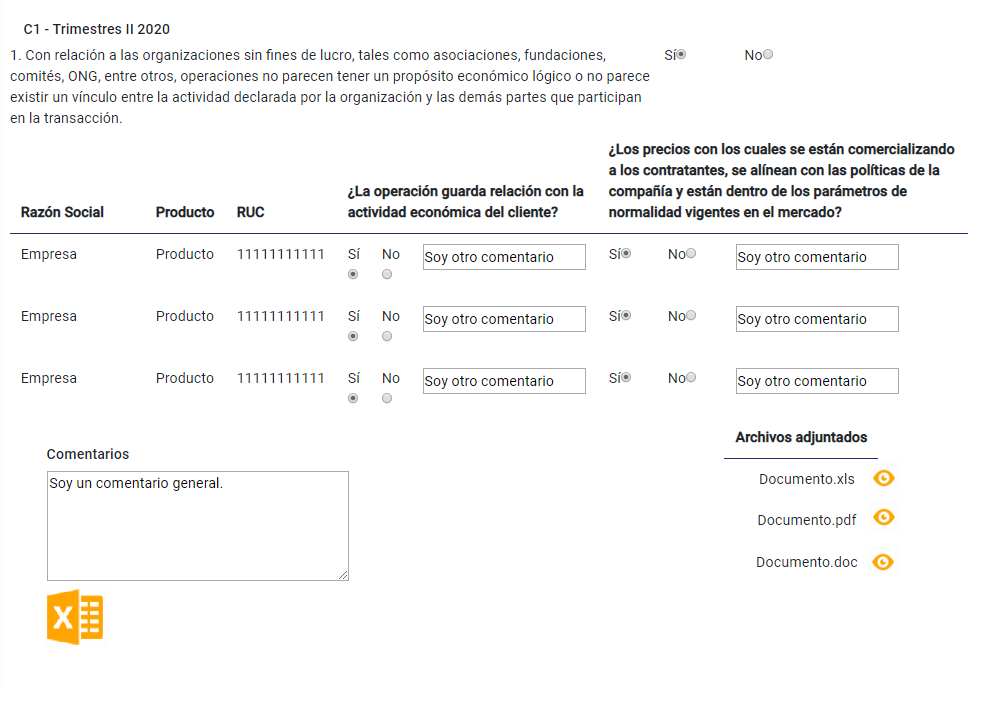 C1 - Trimestres II 2020
1. Con relación a las organizaciones sin fines de lucro, tales como asociaciones, fundaciones, Sí No
comités, ONG, entre otros, operaciones no parecen tener un propósito económico lógico o no parece
existir un vínculo entre la actividad declarada por la organización y las demás partes que participan
en la transacción.
¿Los precios con los cuales se están comercializando
a los contratantes, se alínean con las políticas de la
¿La operación guarda relación con la compañía y están dentro de los parámetros de
Razón Social Producto RUC actividad económica del cliente? normalidad vigentes en el mercado?
Empresa Producto 11111111111 Sí No Soy otro comentario Sí No Soy otro comentario
Empresa Producto 11111111111 Sí No Soy otro comentario Sí No Soy otro comentario
Empresa Producto 11111111111 Sí No Soy otro comentario Sí No Soy otro comentario
Archivos adjuntados
Comentarios
Documento.xls
Soy un comentario general.
Documento.pdf
Documento.doc
X